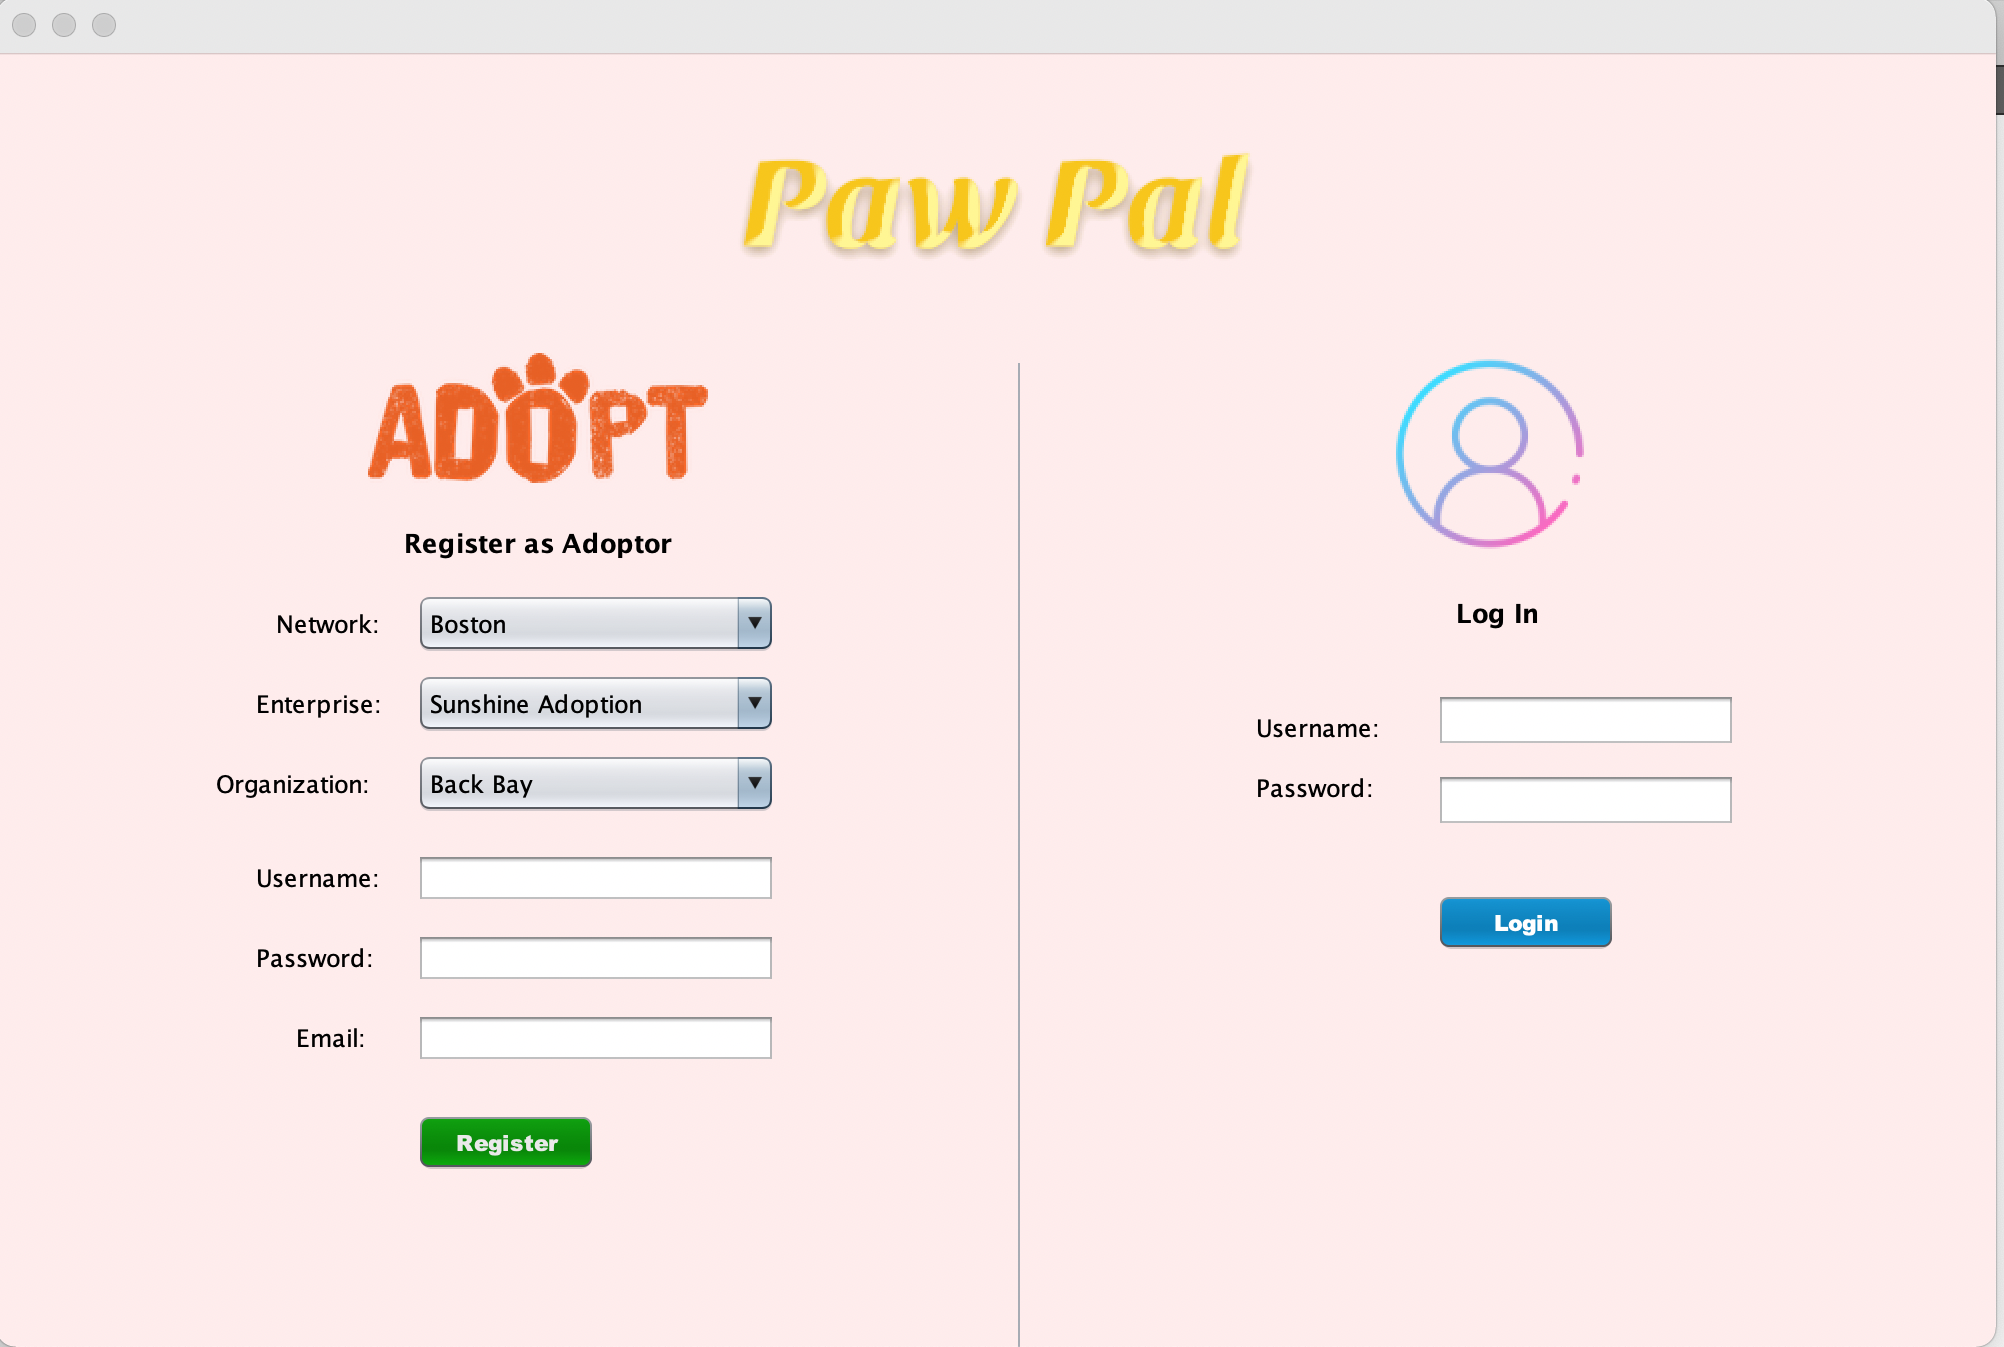 Paw Pal
ADOPT
Register as Adoptor
Network: Boston
Enterprise: Sunshine Adoption
Organization: Back Bay
Username:
Password:
Email:
Register
Log In
Username:
Password:
Login